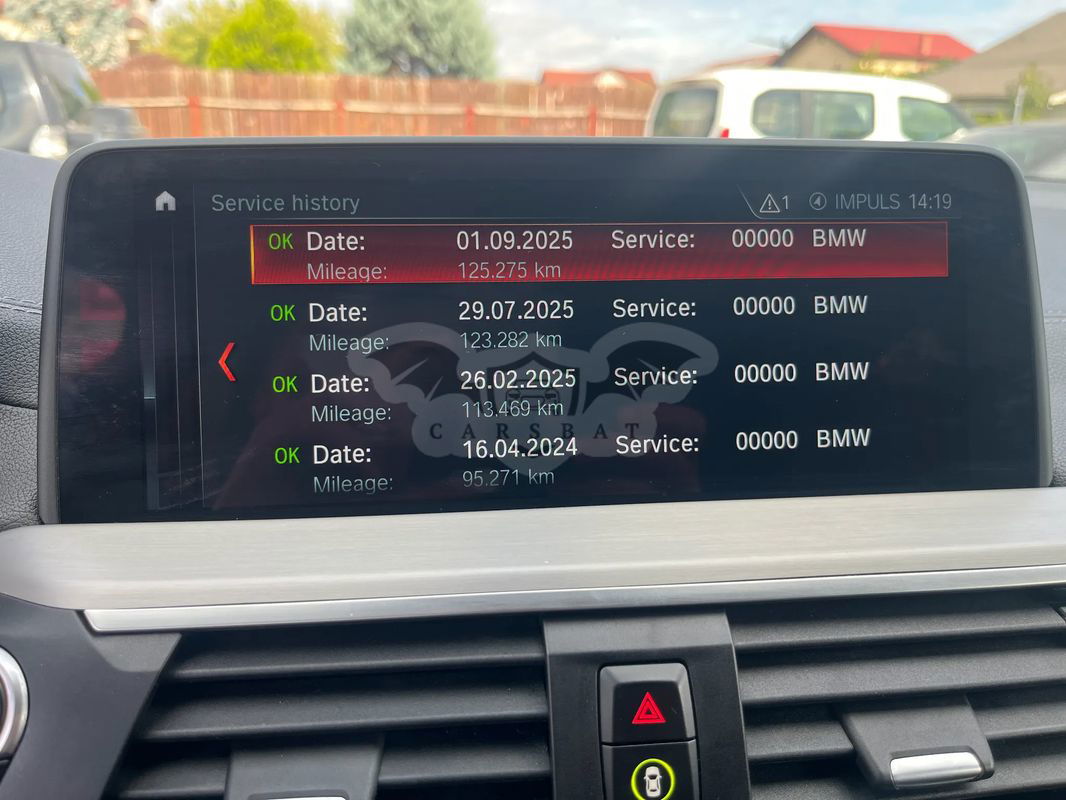 Service history
1 IMPULS 14:19
OK Date: 01.09.2025 Service: 00000 BMW
Mileage: 125.275 km
OK Date: 29.07.2025 Service: 00000 BMW
Mileage: 123.282 km
OK Date: 26.02.2025 Service: 00000 BMW
Mileage: 113.469 km
CARSBAT
OK Date: 16.04.2024 Service: 00000 BMW
Mileage: 95.271 km